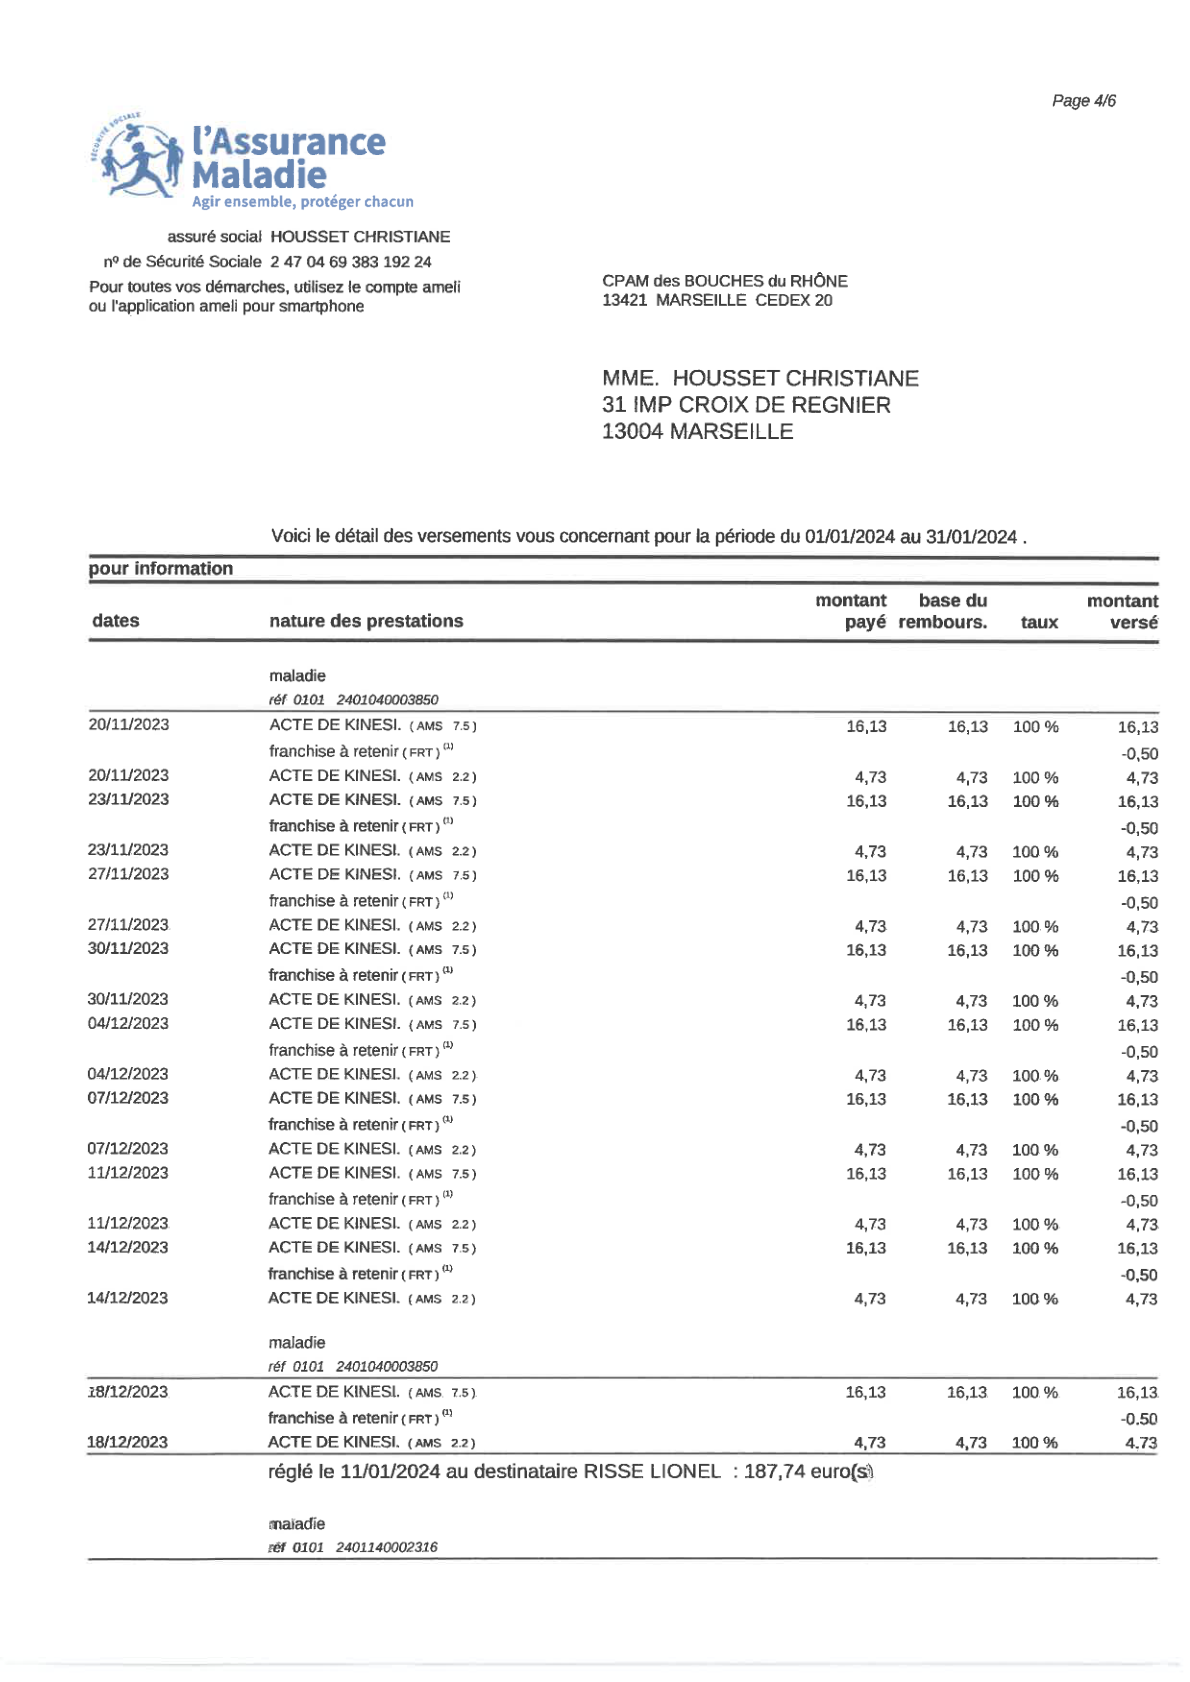 Page 4/6
SÉCURITÉ SOCIALE
l'Assurance
Maladie
Agir ensemble, protéger chacun
assuré social HOUSSET CHRISTIANE
nº de Sécurité Sociale 2 47 04 69 383 192 24
Pour toutes vos démarches, utilisez le compte ameli
ou l'application ameli pour smartphone
CPAM des BOUCHES du RHÔNE
13421 MARSEILLE CEDEX 20
MME. HOUSSET CHRISTIANE
31 IMP CROIX DE REGNIER
13004 MARSEILLE
Voici le détail des versements vous concernant pour la période du 01/01/2024 au 31/01/2024 .
pour information
montant base du montant
dates nature des prestations payé rembours. taux versé
maladie
réf 0101 2401040003850
20/11/2023 ACTE DE KINESI. ( AMS 7.5 ) 16,13 16,13 100 % 16,13
franchise à retenir ( FRT ) (1) -0,50
20/11/2023 ACTE DE KINESI. ( AMS 2.2 ) 4,73 4,73 100 % 4,73
23/11/2023 ACTE DE KINESI. ( AMS 7.5 ) 16,13 16,13 100 % 16,13
franchise à retenir ( FRT ) (1) -0,50
23/11/2023 ACTE DE KINESI. ( AMS 2.2 ) 4,73 4,73 100 % 4,73
27/11/2023 ACTE DE KINESI. ( AMS 7.5 ) 16,13 16,13 100 % 16,13
franchise à retenir ( FRT ) (1) -0,50
27/11/2023 ACTE DE KINESI. ( AMS 2.2 ) 4,73 4,73 100 % 4,73
30/11/2023 ACTE DE KINESI. ( AMS 7.5 ) 16,13 16,13 100 % 16,13
franchise à retenir ( FRT ) (1) -0,50
30/11/2023 ACTE DE KINESI. ( AMS 2.2 ) 4,73 4,73 100 % 4,73
04/12/2023 ACTE DE KINESI. ( AMS 7.5 ) 16,13 16,13 100 % 16,13
franchise à retenir ( FRT ) (1) -0,50
04/12/2023 ACTE DE KINESI. ( AMS 2.2 ) 4,73 4,73 100 % 4,73
07/12/2023 ACTE DE KINESI. ( AMS 7.5 ) 16,13 16,13 100 % 16,13
franchise à retenir ( FRT ) (1) -0,50
07/12/2023 ACTE DE KINESI. ( AMS 2.2 ) 4,73 4,73 100 % 4,73
11/12/2023 ACTE DE KINESI. ( AMS 7.5 ) 16,13 16,13 100 % 16,13
franchise à retenir ( FRT ) (1) -0,50
11/12/2023 ACTE DE KINESI. ( AMS 2.2 ) 4,73 4,73 100 % 4,73
14/12/2023 ACTE DE KINESI. ( AMS 7.5 ) 16,13 16,13 100 % 16,13
franchise à retenir ( FRT ) (1) -0,50
14/12/2023 ACTE DE KINESI. ( AMS 2.2 ) 4,73 4,73 100 % 4,73
maladie
réf 0101 2401040003850
18/12/2023 ACTE DE KINESI. ( AMS 7.5 ) 16,13 16,13 100 % 16,13
franchise à retenir ( FRT ) (1) -0.50
18/12/2023 ACTE DE KINESI. ( AMS 2.2 ) 4,73 4,73 100 % 4.73
réglé le 11/01/2024 au destinataire RISSE LIONEL : 187,74 euro(s)
maladie
réf 0101 2401140002316